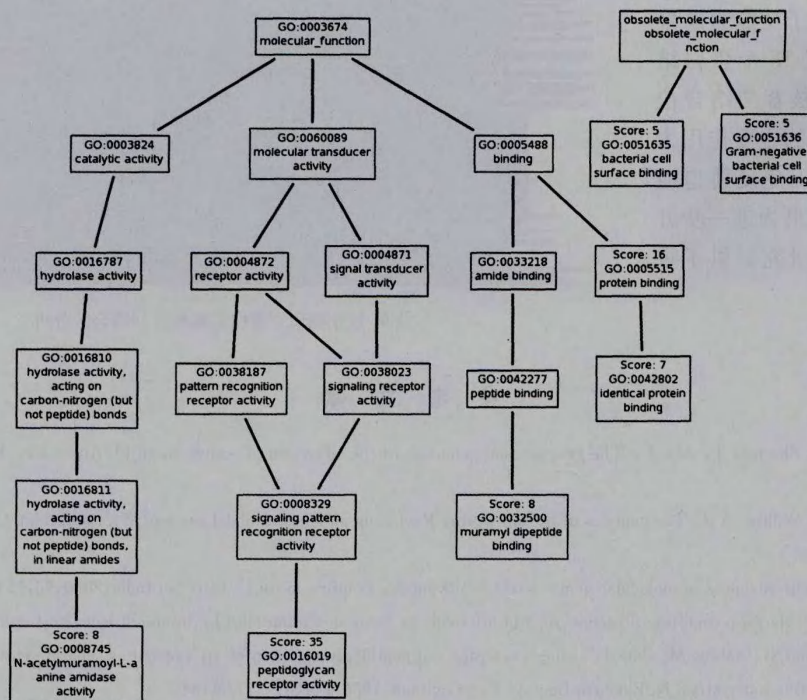 GO:0003674
molecular_function
obsolete_molecular_function
obsolete_molecular_f
nction
GO:0003824
catalytic activity
GO:0060089
molecular transducer
activity
GO:0005488
binding
Score: 5
GO:0051635
bacterial cell
surface binding
Score: 5
GO:0051636
Gram-negative
bacterial cell
surface binding
GO:0016787
hydrolase activity
GO:0004872
receptor activity
GO:0004871
signal transducer
activity
GO:0033218
amide binding
Score: 16
GO:0005515
protein binding
GO:0016810
hydrolase activity,
acting on
carbon-nitrogen (but
not peptide) bonds
GO:0038187
pattern recognition
receptor activity
GO:0038023
signaling receptor
activity
GO:0042277
peptide binding
Score: 7
GO:0042802
identical protein
binding
GO:0016811
hydrolase activity,
acting on
carbon-nitrogen (but
not peptide) bonds,
in linear amides
GO:0008329
signaling pattern
recognition receptor
activity
Score: 8
GO:0032500
muramyl dipeptide
binding
Score: 8
GO:0008745
N-acetylmuramoyl-L-a
anine amidase
activity
Score: 35
GO:0016019
peptidoglycan
receptor activity